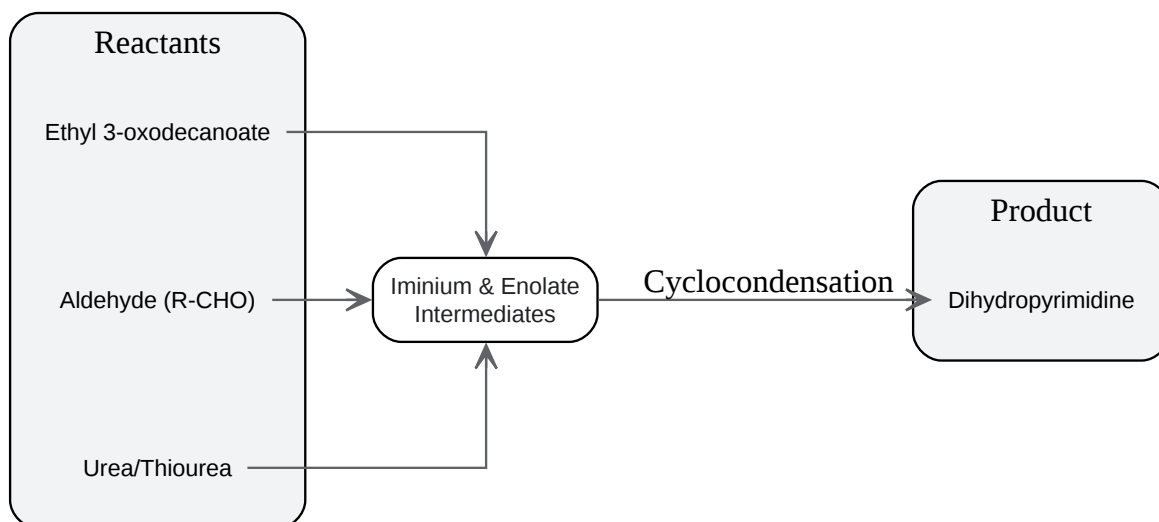 Reactants
Ethyl 3-oxodecanoate
Aldehyde (R-CHO)
Urea/Thiourea
Iminium & Enolate
Intermediates
Cyclocondensation
Product
Dihydropyrimidine